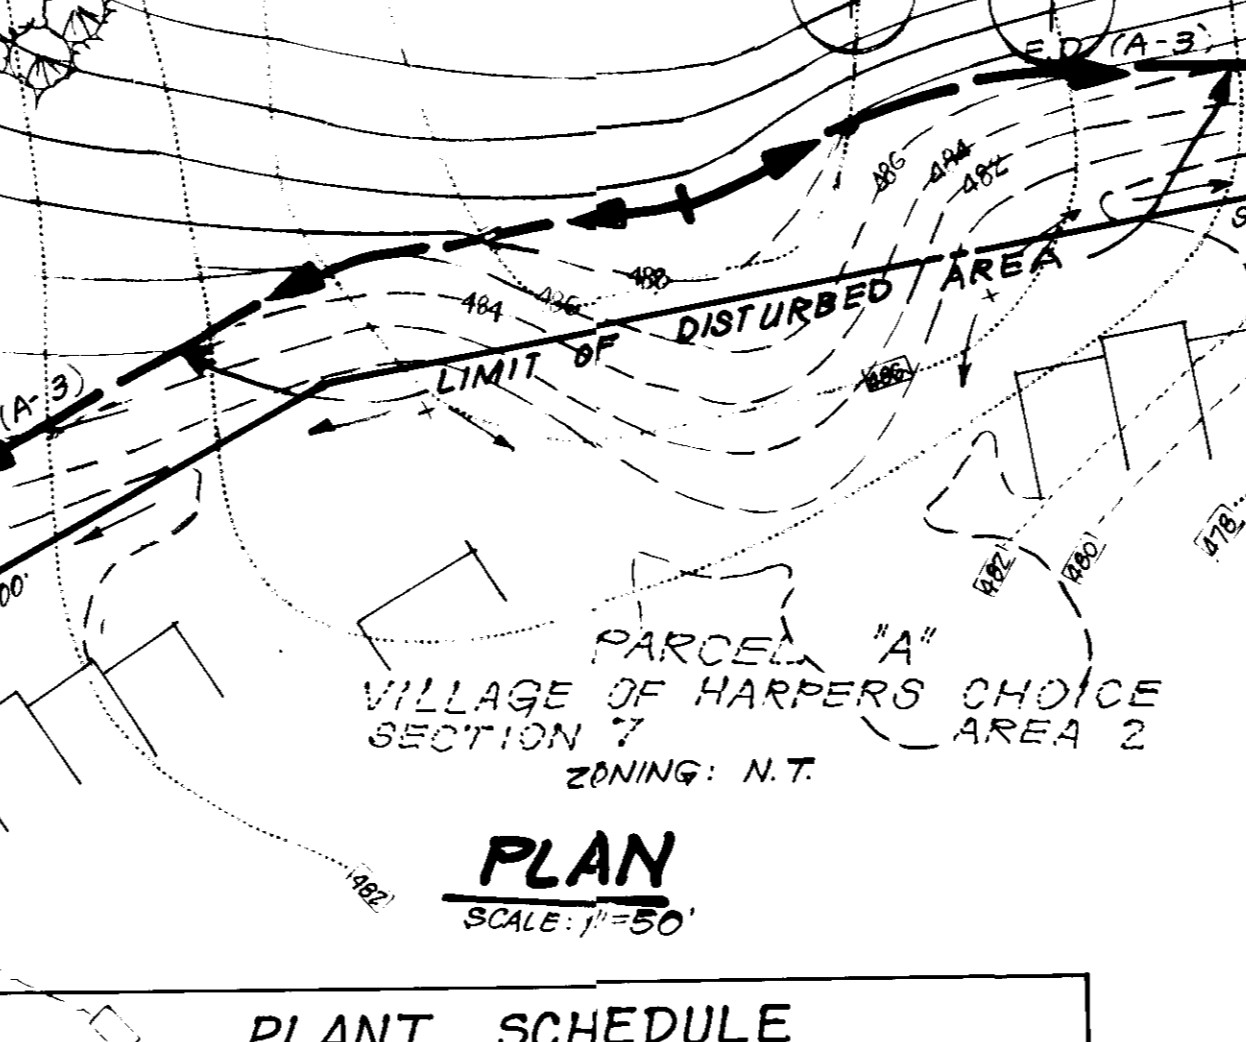 E.D. (A-3)
486
484
482
488
486
484
LIMIT OF DISTURBED AREA
(A-3)
486
00'
482
480
478
PARCEL "A"
VILLAGE OF HARPERS CHOICE
SECTION 7 AREA 2
ZONING: N.T.
482
PLAN
SCALE: 1"=50'
PLANT SCHEDULE
S